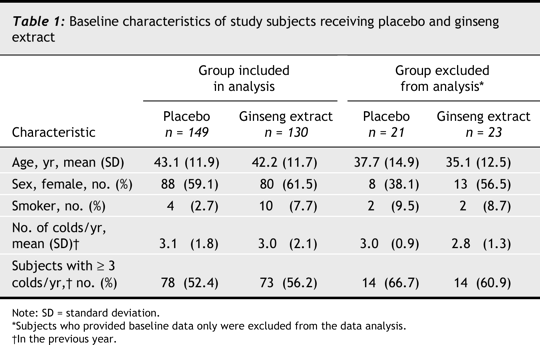 Table 1: Baseline characteristics of study subjects receiving placebo and ginseng
extract
Group included
in analysis
Group excluded
from analysis*
Characteristic
Placebo
n = 149
Ginseng extract
n = 130
Placebo
n = 21
Ginseng extract
n = 23
Age, yr, mean (SD) 43.1 (11.9) 42.2 (11.7) 37.7 (14.9) 35.1 (12.5)
Sex, female, no. (%) 88 (59.1) 80 (61.5) 8 (38.1) 13 (56.5)
Smoker, no. (%) 4 (2.7) 10 (7.7) 2 (9.5) 2 (8.7)
No. of colds/yr,
mean (SD)† 3.1 (1.8) 3.0 (2.1) 3.0 (0.9) 2.8 (1.3)
Subjects with ≥ 3
colds/yr,† no. (%) 78 (52.4) 73 (56.2) 14 (66.7) 14 (60.9)
Note: SD = standard deviation.
*Subjects who provided baseline data only were excluded from the data analysis.
†In the previous year.